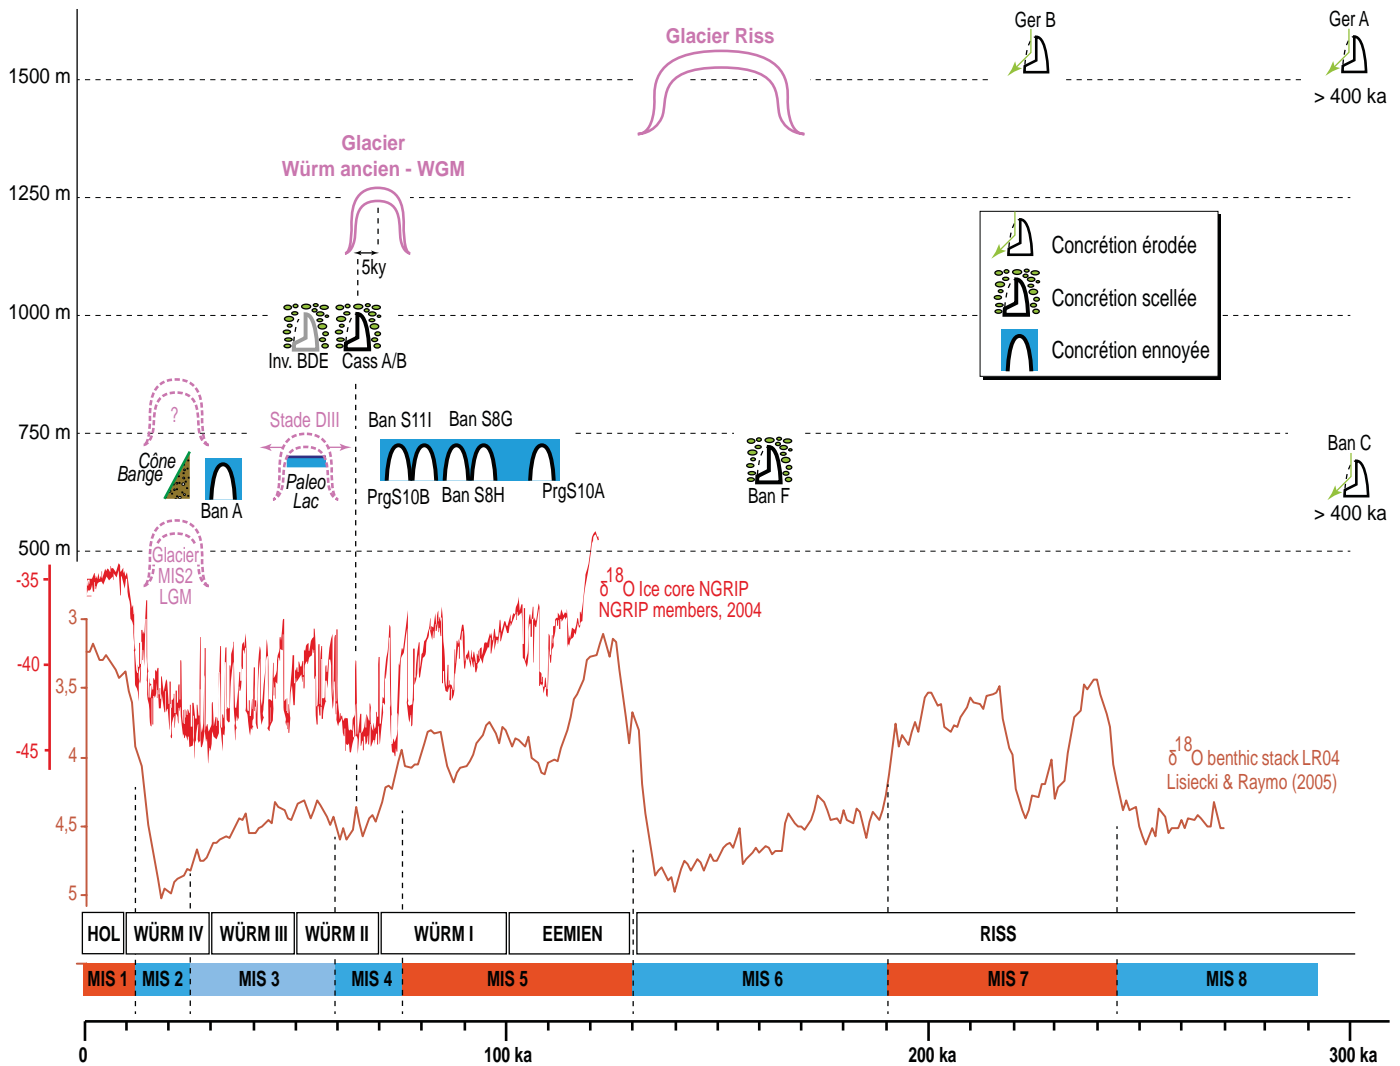 Ger B
Ger A
Glacier Riss
1500 m
> 400 ka
Glacier
Würm ancien - WGM
1250 m
5ky
Concrétion érodée
Concrétion scellée
Concrétion ennoyée
1000 m
Inv. BDE
Cass A/B
?
Stade DIII
Ban S11I
Ban S8G
750 m
Cône
Bange
Ban A
Paleo
Lac
PrgS10B
Ban S8H
PrgS10A
Ban F
Ban C
> 400 ka
500 m
Glacier
MIS2
LGM
-35
δ18O Ice core NGRIP
NGRIP members, 2004
3
-40
3,5
-45
4
δ18O benthic stack LR04
Lisiecki & Raymo (2005)
4,5
5
HOL
WÜRM IV
WÜRM III
WÜRM II
WÜRM I
EEMIEN
RISS
MIS 1
MIS 2
MIS 3
MIS 4
MIS 5
MIS 6
MIS 7
MIS 8
0
100 ka
200 ka
300 ka